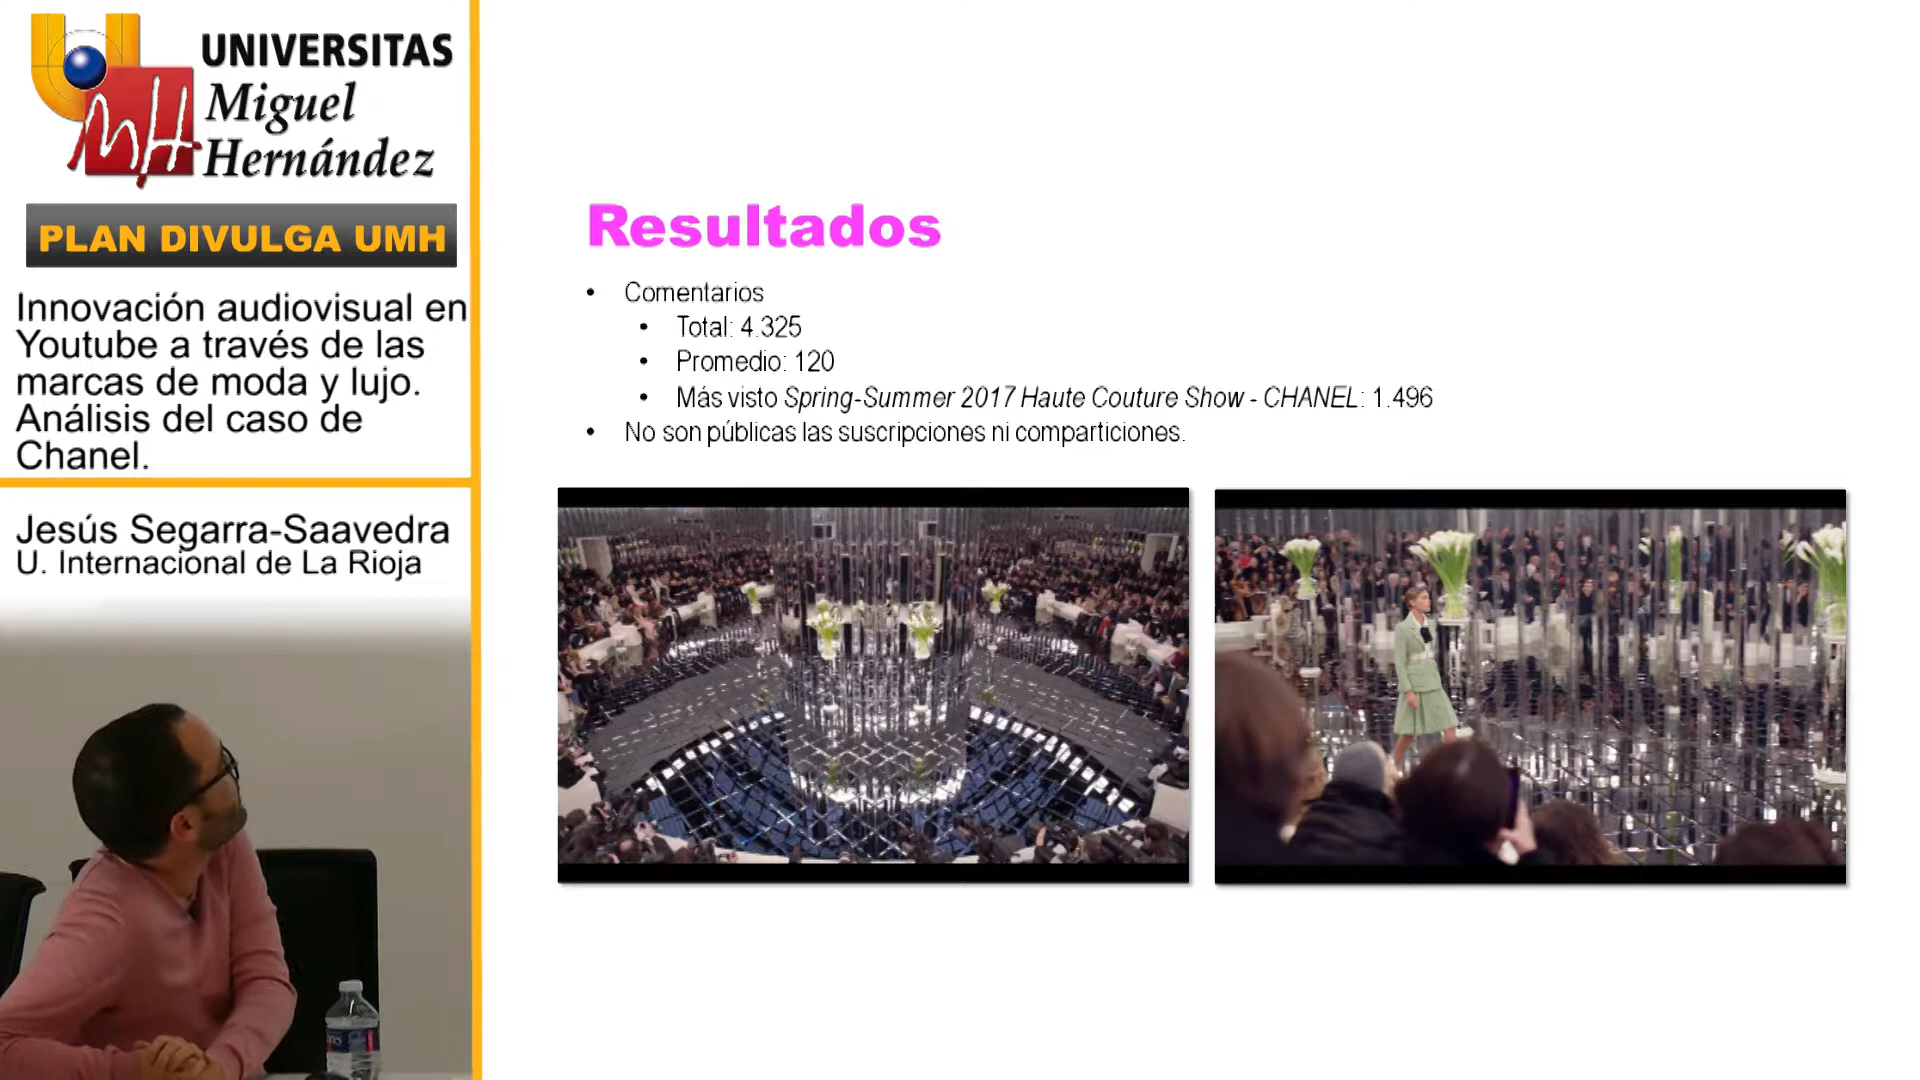 UNIVERSITAS
Miguel
Hernández
PLAN DIVULGA UMH
Innovación audiovisual en
Youtube a través de las
marcas de moda y lujo.
Análisis del caso de
Chanel.
Jesús Segarra-Saavedra
U. Internacional de La Rioja
Resultados
• Comentarios
• Total: 4.325
• Promedio: 120
• Más visto Spring-Summer 2017 Haute Couture Show - CHANEL: 1.496
• No son públicas las suscripciones ni comparticiones.